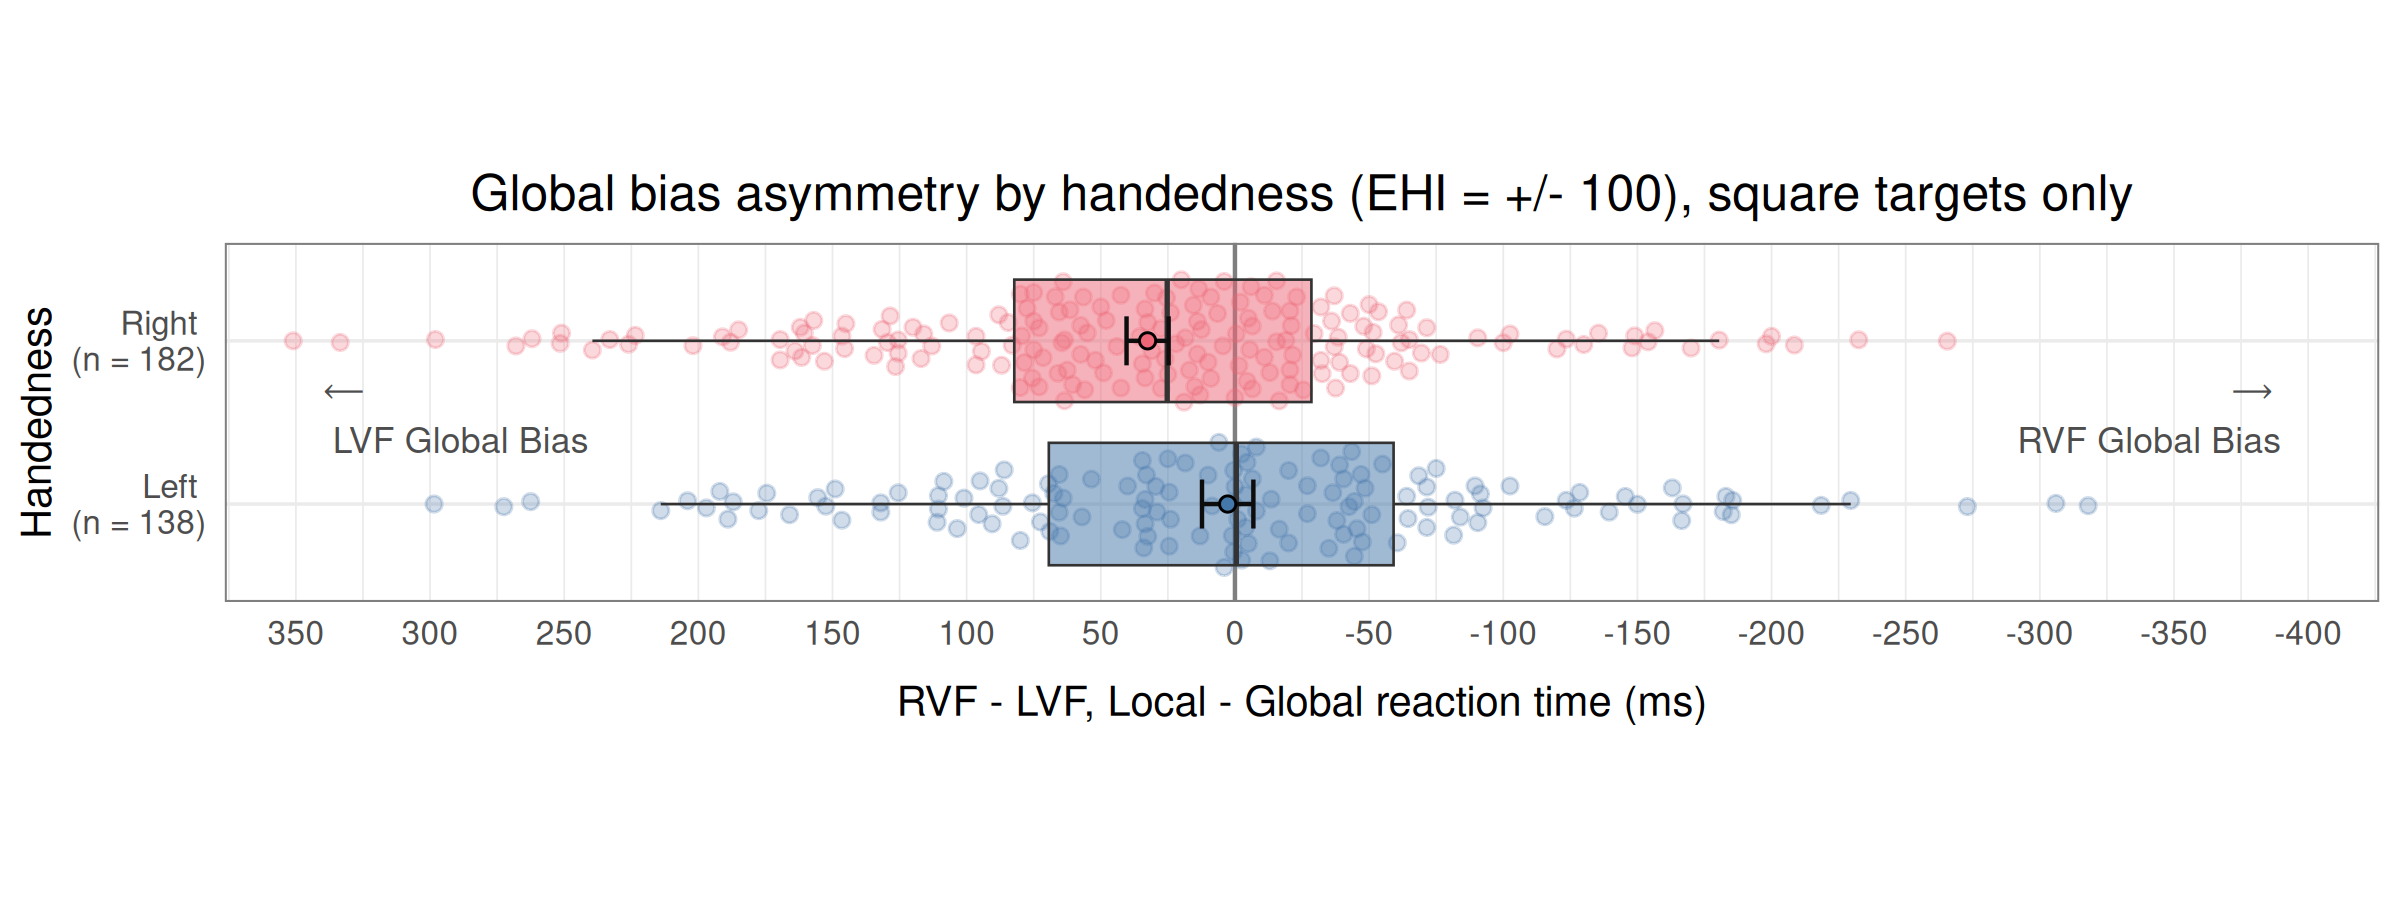 Global bias asymmetry by handedness (EHI = +/- 100), square targets only
Handedness
Right
(n = 182)
⟵
⟶
LVF Global Bias
RVF Global Bias
Left
(n = 138)
350 300 250 200 150 100 50 0 -50 -100 -150 -200 -250 -300 -350 -400
RVF - LVF, Local - Global reaction time (ms)